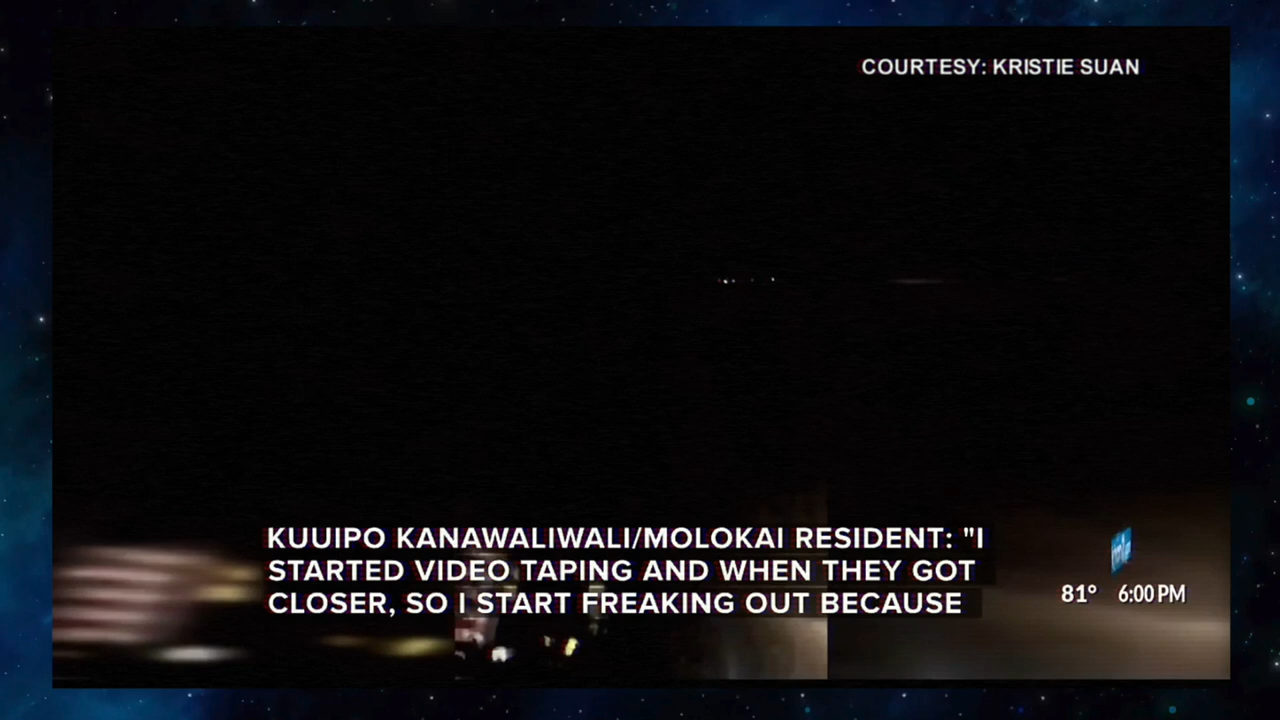 COURTESY: KRISTIE SUAN
KUUIPO KANAWALIWALI/MOLOKAI RESIDENT: "I
STARTED VIDEO TAPING AND WHEN THEY GOT
CLOSER, SO I START FREAKING OUT BECAUSE
81° 6:00 PM